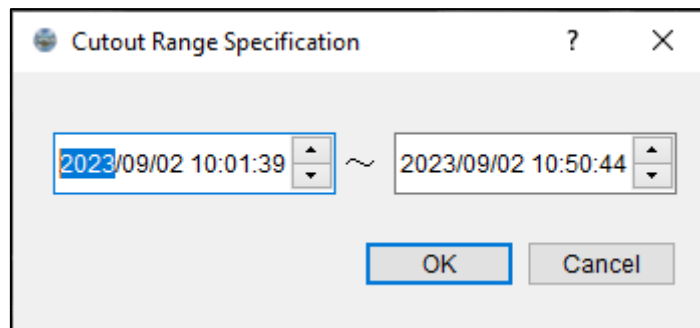 Cutout Range Specification ? ×
2023/09/02 10:01:39 ～ 2023/09/02 10:50:44
OK Cancel